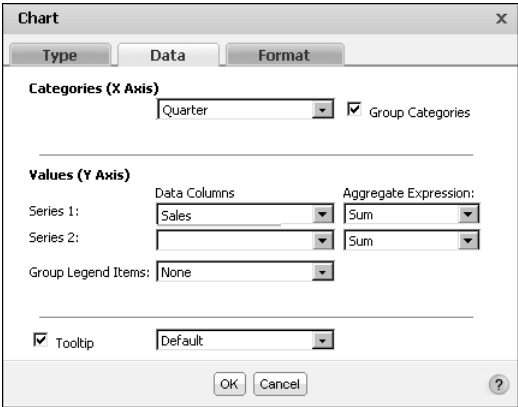 Chart x
Type Data Format
Categories (X Axis)
Quarter Group Categories
Values (Y Axis)
Data Columns Aggregate Expression:
Series 1: Sales Sum
Series 2: Sum
Group Legend Items: None
Tooltip Default
OK Cancel ?